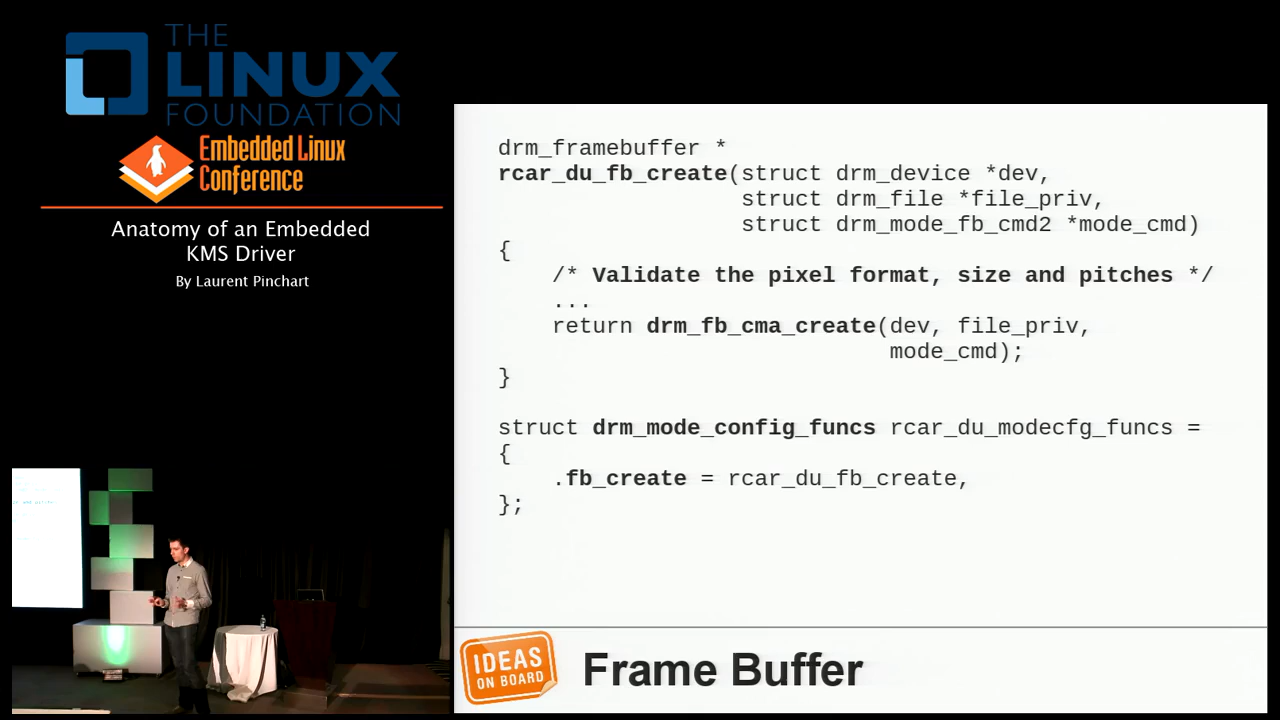 THE
LINUX
FOUNDATION
Embedded Linux
Conference
Anatomy of an Embedded
KMS Driver
By Laurent Pinchart
drm_framebuffer *
rcar_du_fb_create(struct drm_device *dev,
struct drm_file *file_priv,
struct drm_mode_fb_cmd2 *mode_cmd)
{
/* Validate the pixel format, size and pitches */
...
return drm_fb_cma_create(dev, file_priv,
mode_cmd);
}
struct drm_mode_config_funcs rcar_du_modecfg_funcs =
{
.fb_create = rcar_du_fb_create,
};
IDEAS
ON BOARD
Frame Buffer